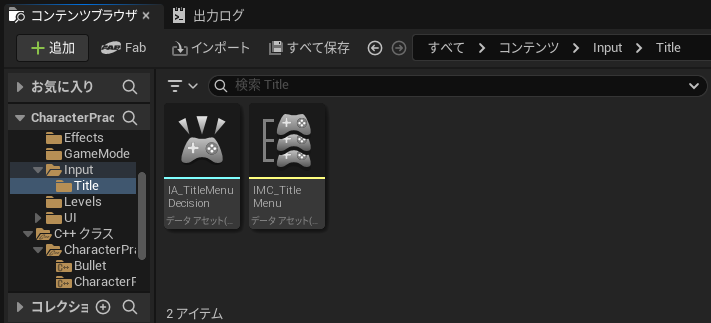 コンテンツブラウザ × 出力ログ
追加 Fab インポート すべて保存 すべて コンテンツ Input Title
お気に入り 検索 Title
CharacterPrac
Effects
GameMode
Input
Title
Levels
UI
C++ クラス
CharacterPra
Bullet
CharacterP
コレクショ
IA_TitleMenu
Decision
データ アセット(...
IMC_Title
Menu
データ アセット(...
2 アイテム